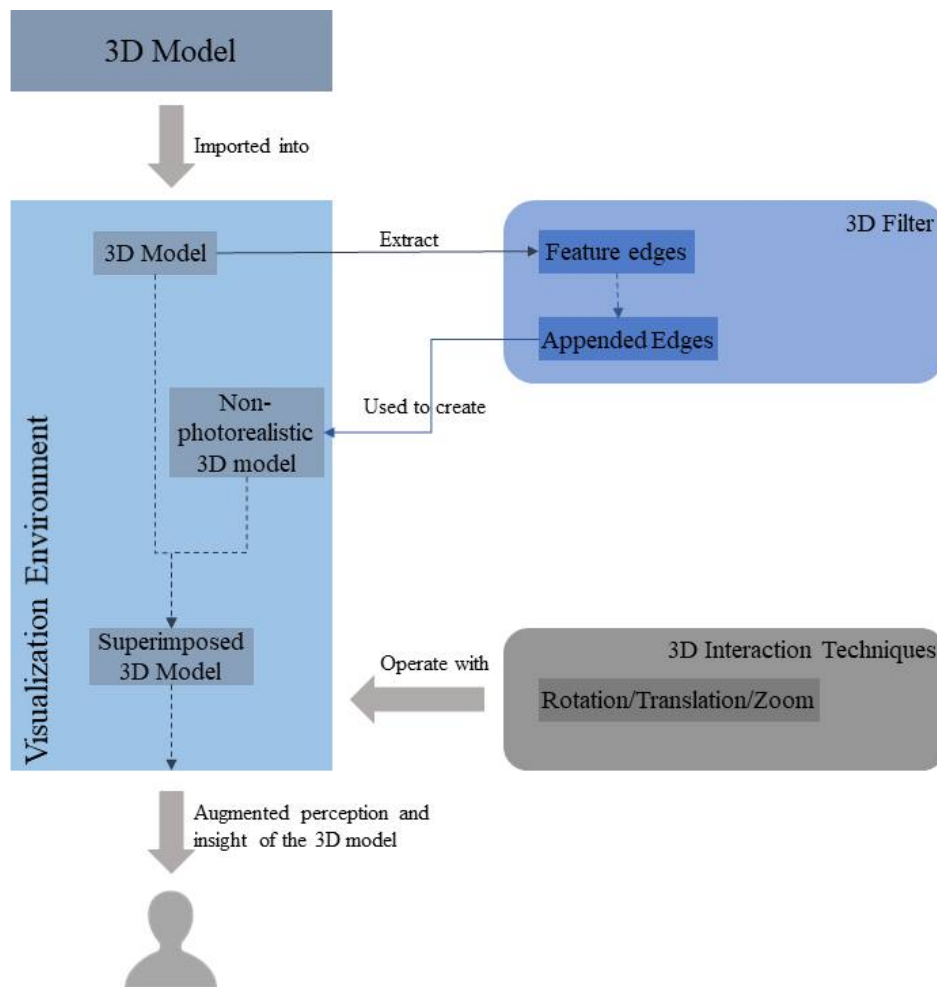 3D Model
Imported into
3D Filter
3D Model
Extract
Feature edges
Appended Edges
Non-
photorealistic
3D model
Used to create
Visualization Environment
Superimposed
3D Model
Operate with
3D Interaction Techniques
Rotation/Translation/Zoom
Augmented perception and
insight of the 3D model